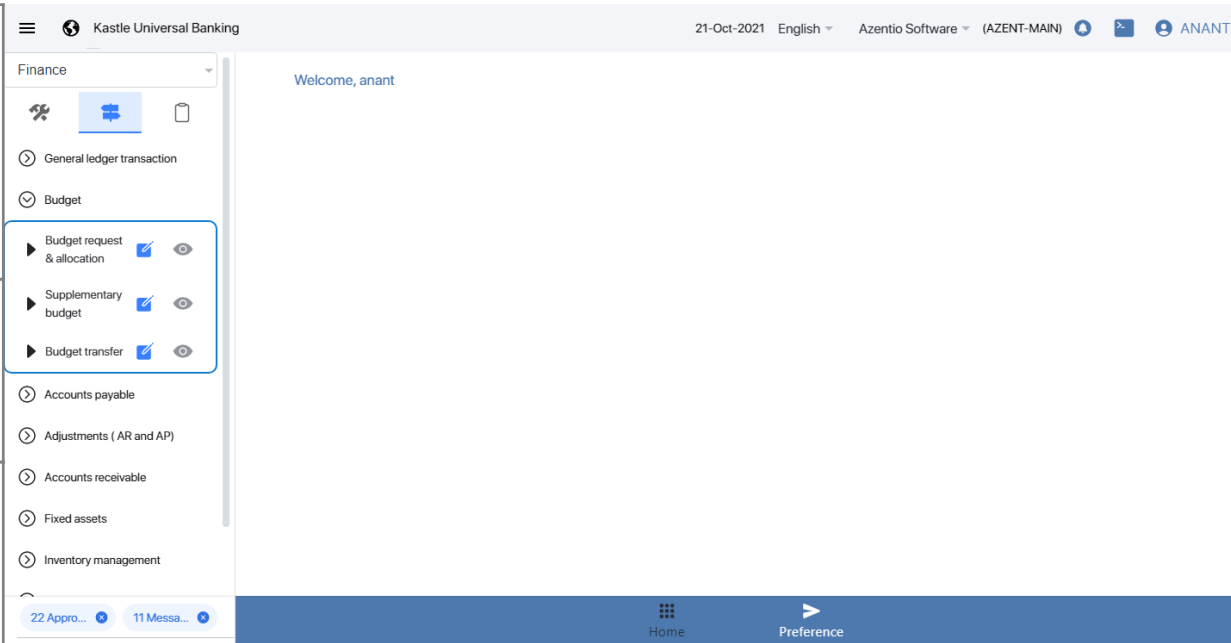 Kastle Universal Banking
21-Oct-2021 English Azentio Software (AZENT-MAIN) ANANT
Finance
Welcome, anant
General ledger transaction
Budget
Budget request
& allocation
Supplementary
budget
Budget transfer
Accounts payable
Adjustments ( AR and AP)
Accounts receivable
Fixed assets
Inventory management
22 Appro... 11 Messa...
Home
Preference